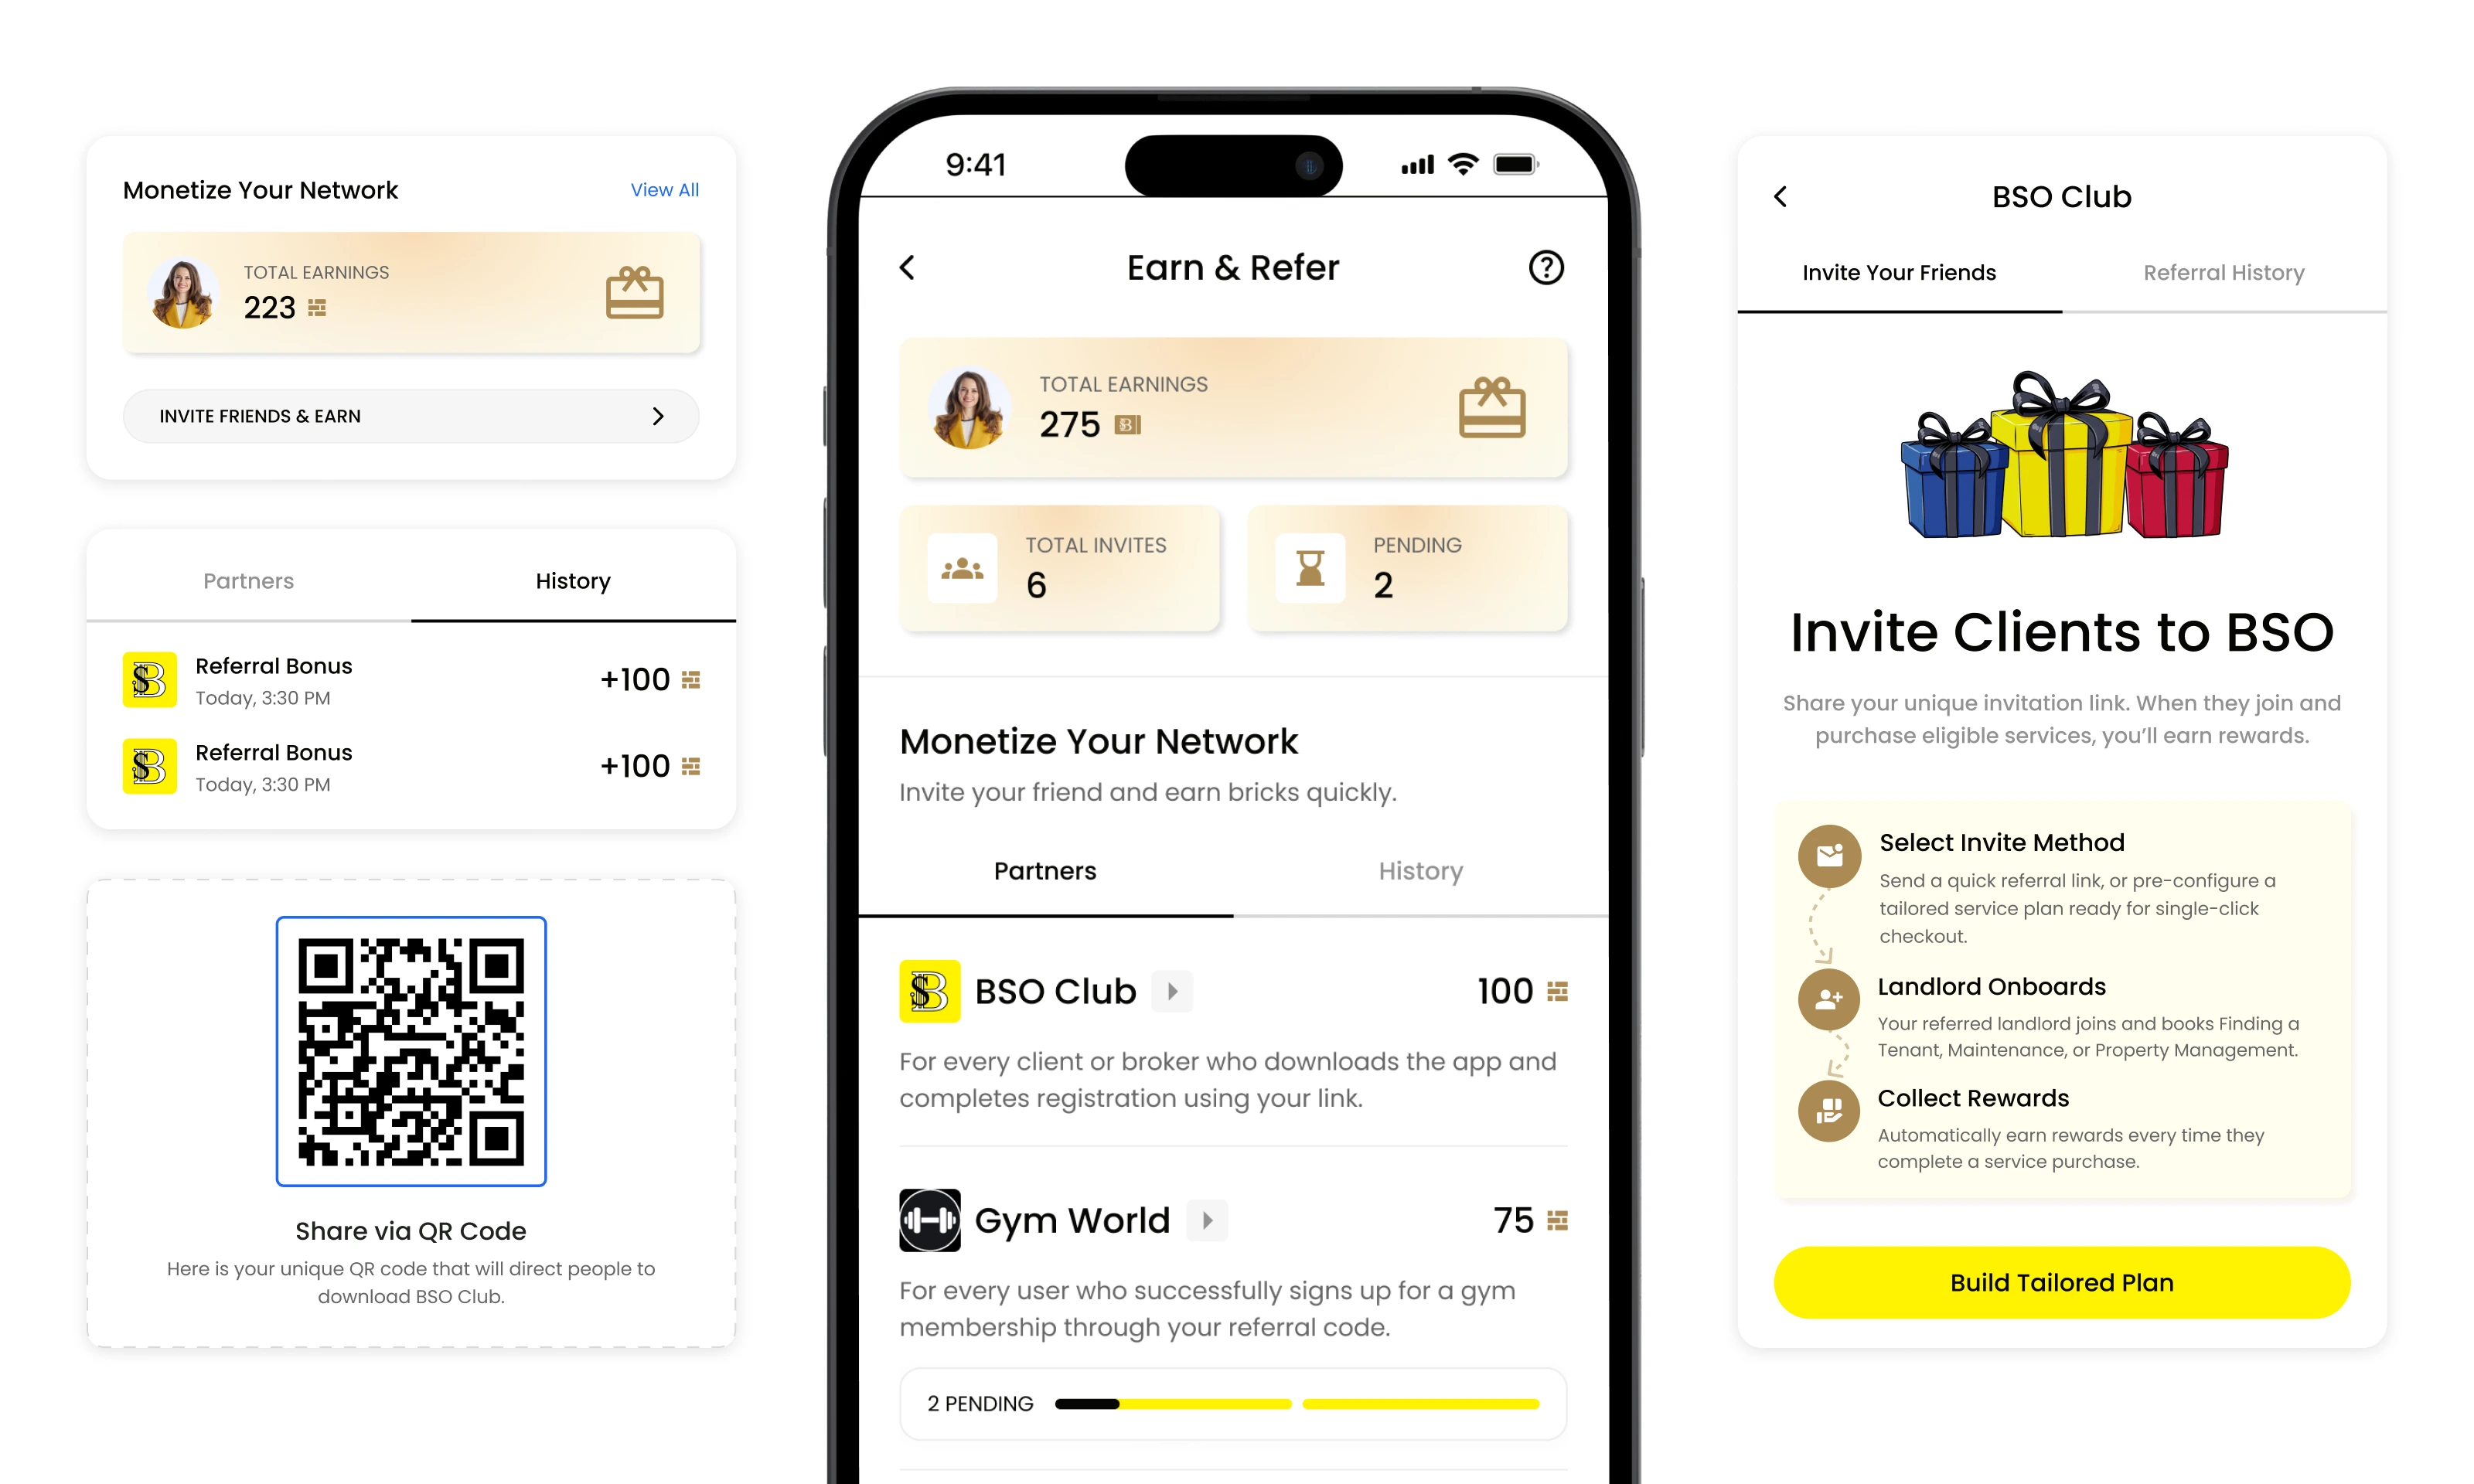 Monetize Your Network
View All
TOTAL EARNINGS
223
INVITE FRIENDS & EARN
Partners
History
Referral Bonus
+100
Today, 3:30 PM
Referral Bonus
+100
Today, 3:30 PM
Share via QR Code
Here is your unique QR code that will direct people to
download BSO Club.
9:41
Earn & Refer
TOTAL EARNINGS
275
TOTAL INVITES
6
PENDING
2
Monetize Your Network
Invite your friend and earn bricks quickly.
Partners
History
BSO Club
100
For every client or broker who downloads the app and
completes registration using your link.
Gym World
75
For every user who successfully signs up for a gym
membership through your referral code.
2 PENDING
BSO Club
Invite Your Friends
Referral History
Invite Clients to BSO
Share your unique invitation link. When they join and
purchase eligible services, you’ll earn rewards.
Select Invite Method
Send a quick referral link, or pre-configure a
tailored service plan ready for single-click
checkout.
Landlord Onboards
Your referred landlord joins and books Finding a
Tenant, Maintenance, or Property Management.
Collect Rewards
Automatically earn rewards every time they
complete a service purchase.
Build Tailored Plan